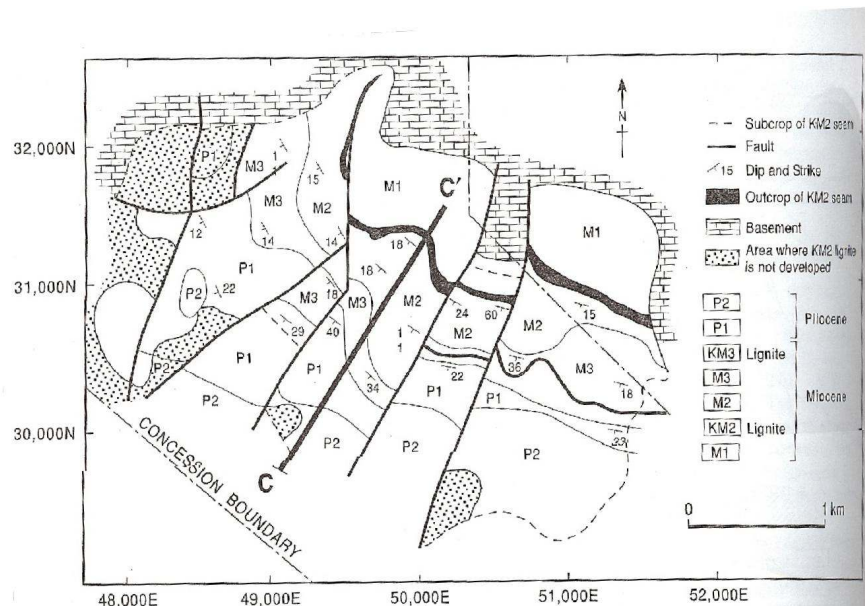 32,000N
31,000N
30,000N
48,000E
49,000E
50,000E
51,000E
52,000E
N
Subcrop of KM2 seam
Fault
15 Dip and Strike
Outcrop of KM2 seam
Basement
Area where KM2 lignite
is not developed
P2
P1
KM3 Lignite
M3
M2
KM2 Lignite
M1
Pliocene
Miocene
0 1 km
CONCESSION BOUNDARY
C'
C
P1
M3
1
M3
15
M2
M1
M1
12
14
14
18
P1
18
P2
22
M3
18
M3
M2
24
60
M2
15
29
40
M2
1
1
P2
P1
P1
34
22
36
M3
18
P1
P1
P2
P2
P2
P2
23